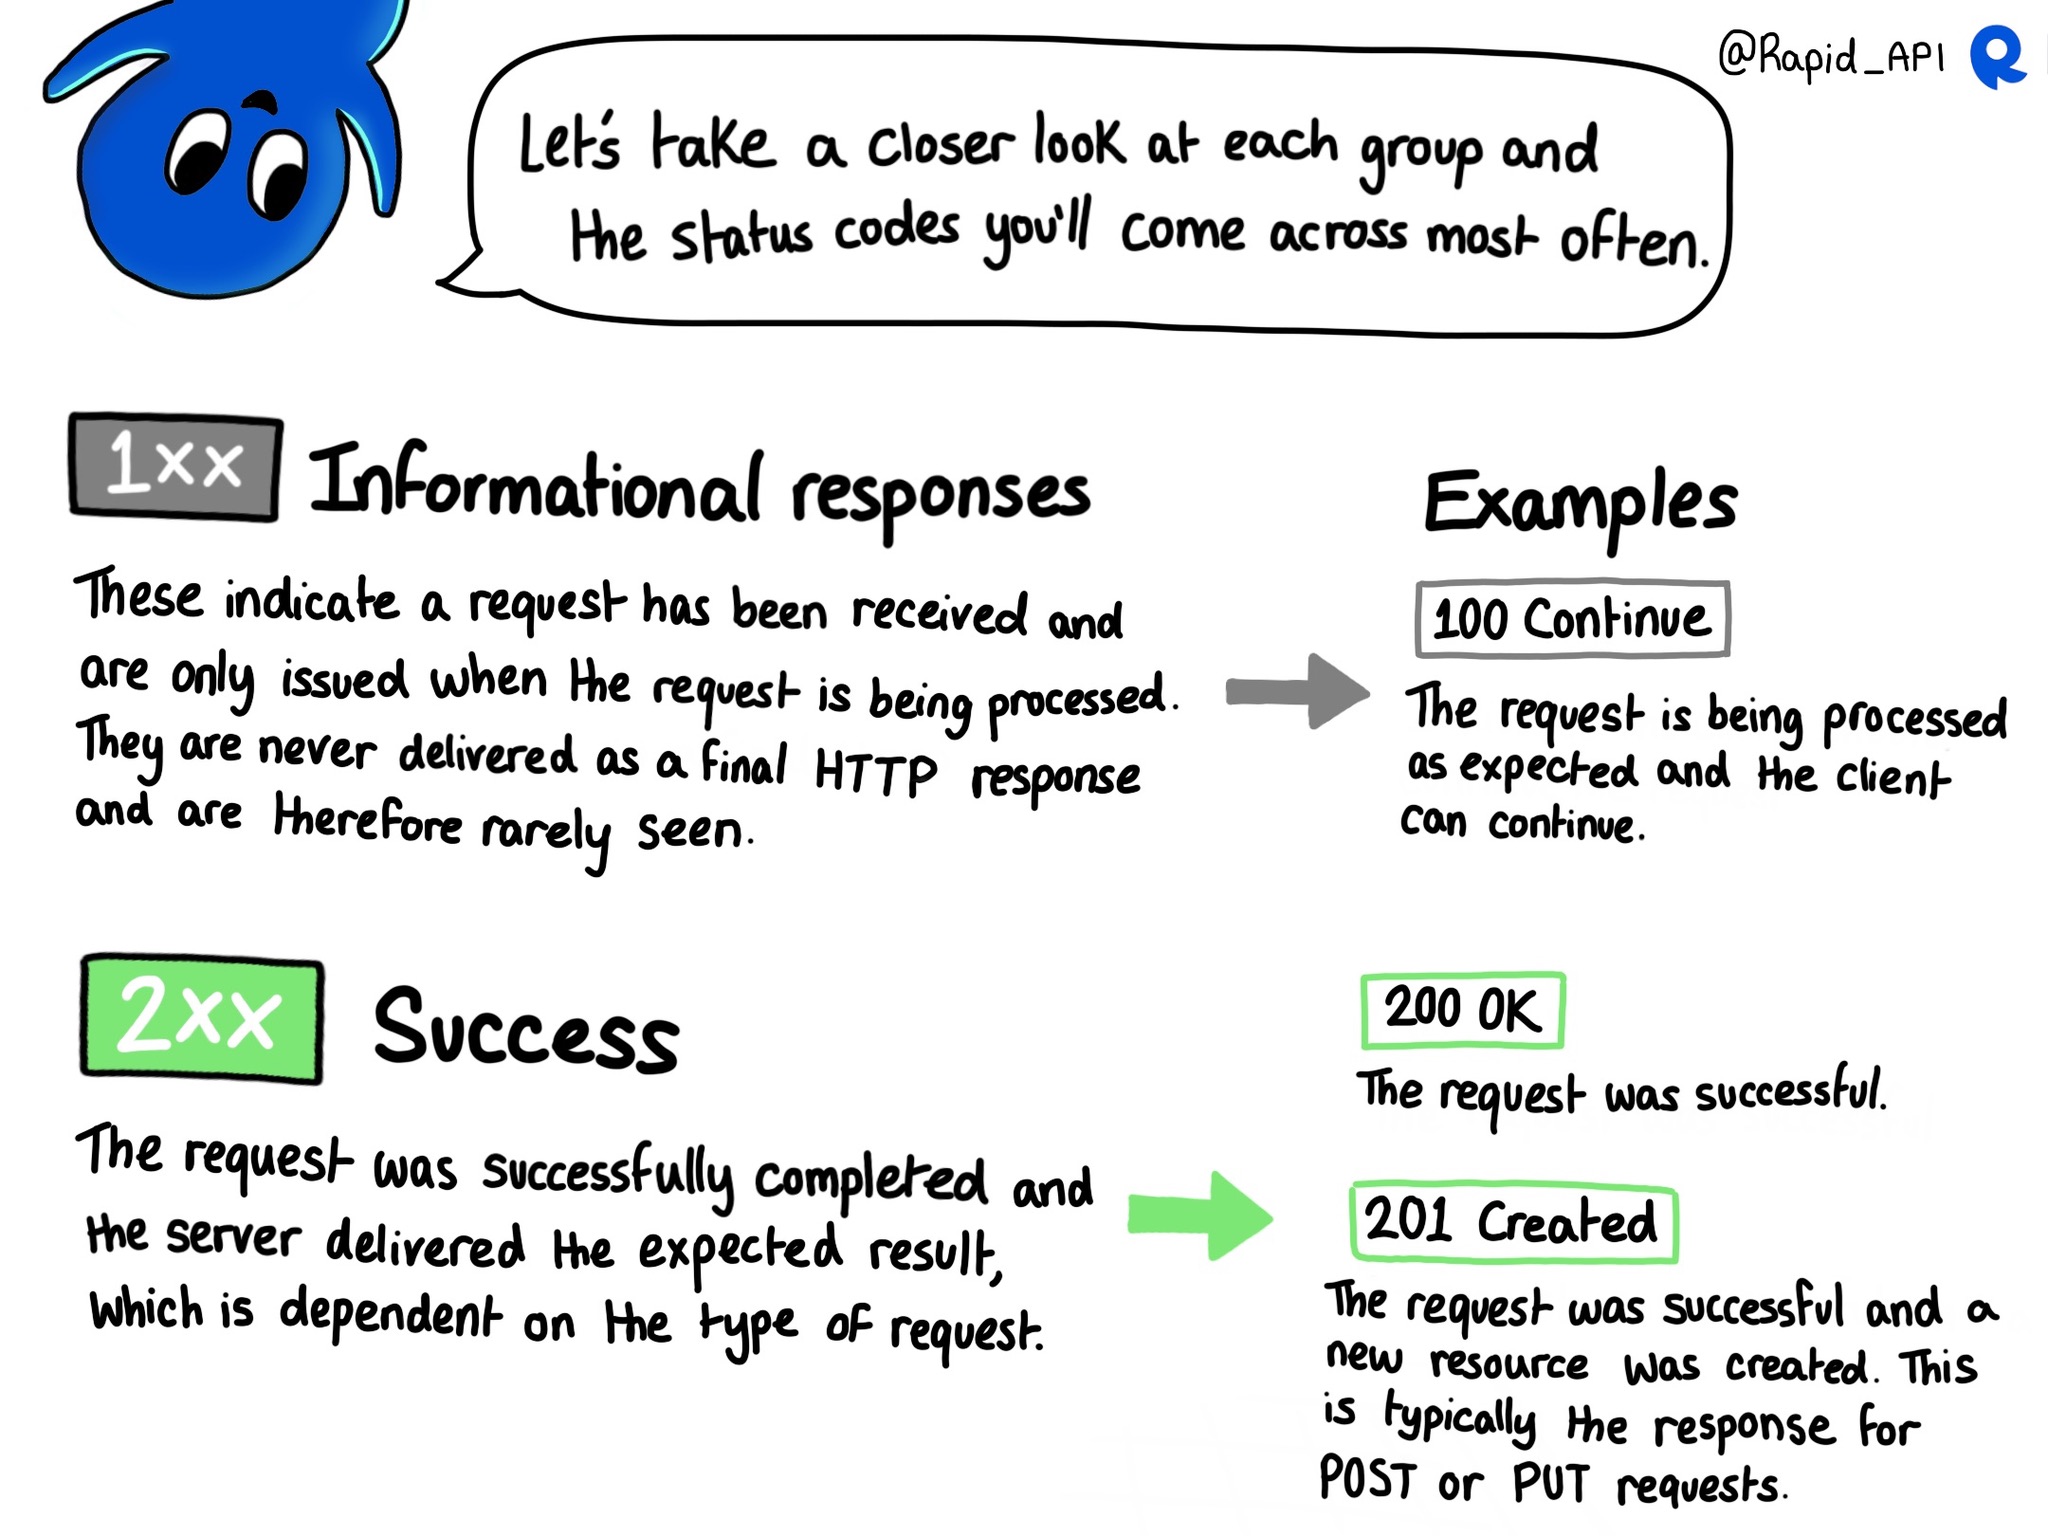 @Rapid_API
Let's take a closer look at each group and
the status codes you'll come across most often.
1xx
Informational responses
These indicate a request has been received and
are only issued when the request is being processed.
They are never delivered as a final HTTP response
and are therefore rarely seen.
Examples
100 Continue
The request is being processed
as expected and the client
can continue.
2xx
Success
The request was successfully completed and
the server delivered the expected result,
which is dependent on the type of request.
200 OK
The request was successful.
201 Created
The request was successful and a
new resource was created. This
is typically the response for
POST or PUT requests.